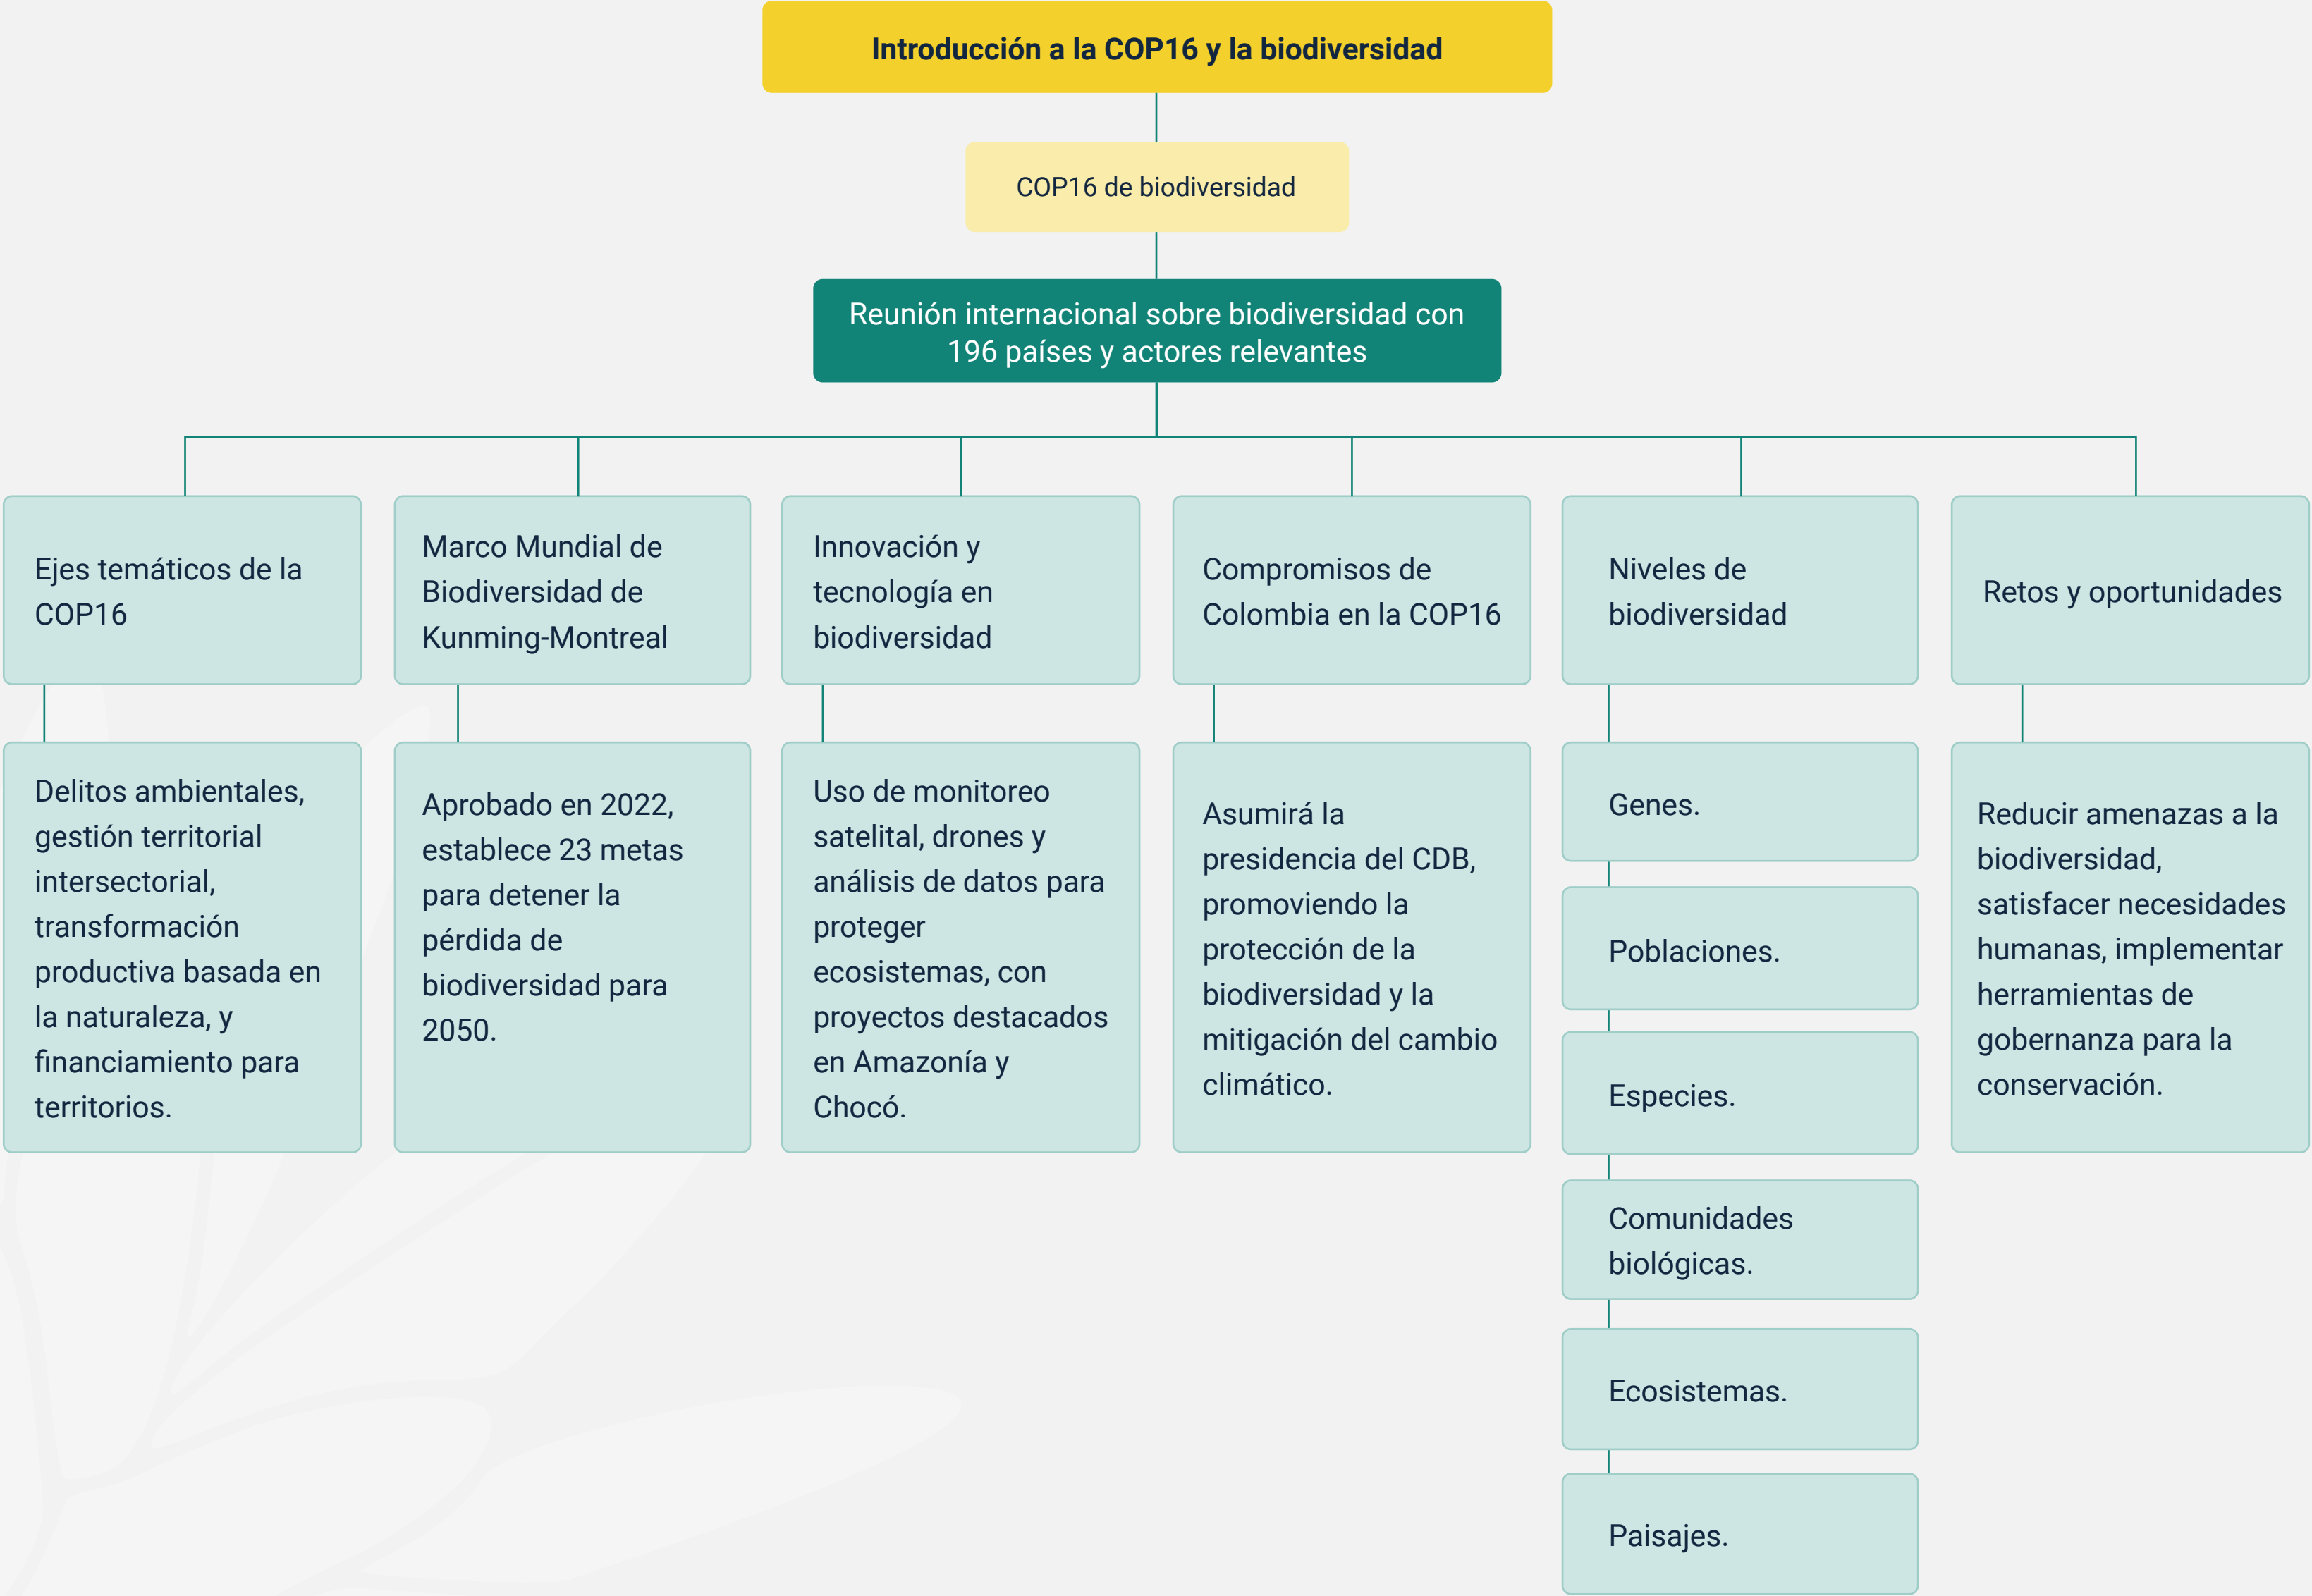 Introducción a la COP16 y la biodiversidad
COP16 de biodiversidad
Reunión internacional sobre biodiversidad con
196 países y actores relevantes
Ejes temáticos de la
COP16
Delitos ambientales,
gestión territorial
intersectorial,
transformación
productiva basada en
la naturaleza, y
financiamiento para
territorios.
Marco Mundial de
Biodiversidad de
Kunming-Montreal
Aprobado en 2022,
establece 23 metas
para detener la
pérdida de
biodiversidad para
2050.
Innovación y
tecnología en
biodiversidad
Uso de monitoreo
satelital, drones y
análisis de datos para
proteger
ecosistemas, con
proyectos destacados
en Amazonía y
Chocó.
Compromisos de
Colombia en la COP16
Asumirá la
presidencia del CDB,
promoviendo la
protección de la
biodiversidad y la
mitigación del cambio
climático.
Niveles de
biodiversidad
Genes.
Poblaciones.
Especies.
Comunidades
biológicas.
Ecosistemas.
Paisajes.
Retos y oportunidades
Reducir amenazas a la
biodiversidad,
satisfacer necesidades
humanas, implementar
herramientas de
gobernanza para la
conservación.